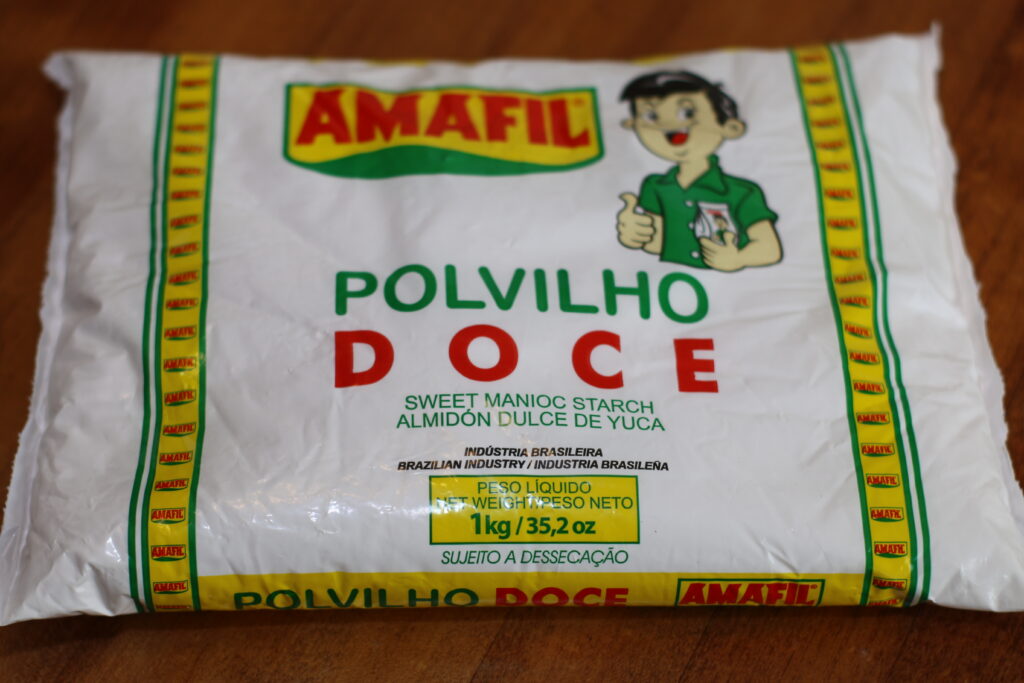 AMAFIL
POLVILHO
DOCE
SWEET MANIOC STARCH
ALMIDÓN DULCE DE YUCA
INDÚSTRIA BRASILEIRA
BRAZILIAN INDUSTRY / INDUSTRIA BRASILEÑA
PESO LÍQUIDO
NET WEIGHT/PESO NETO
1kg / 35,2 oz
SUJEITO A DESSECAÇÃO
POLVILHO DOCE AMAFIL